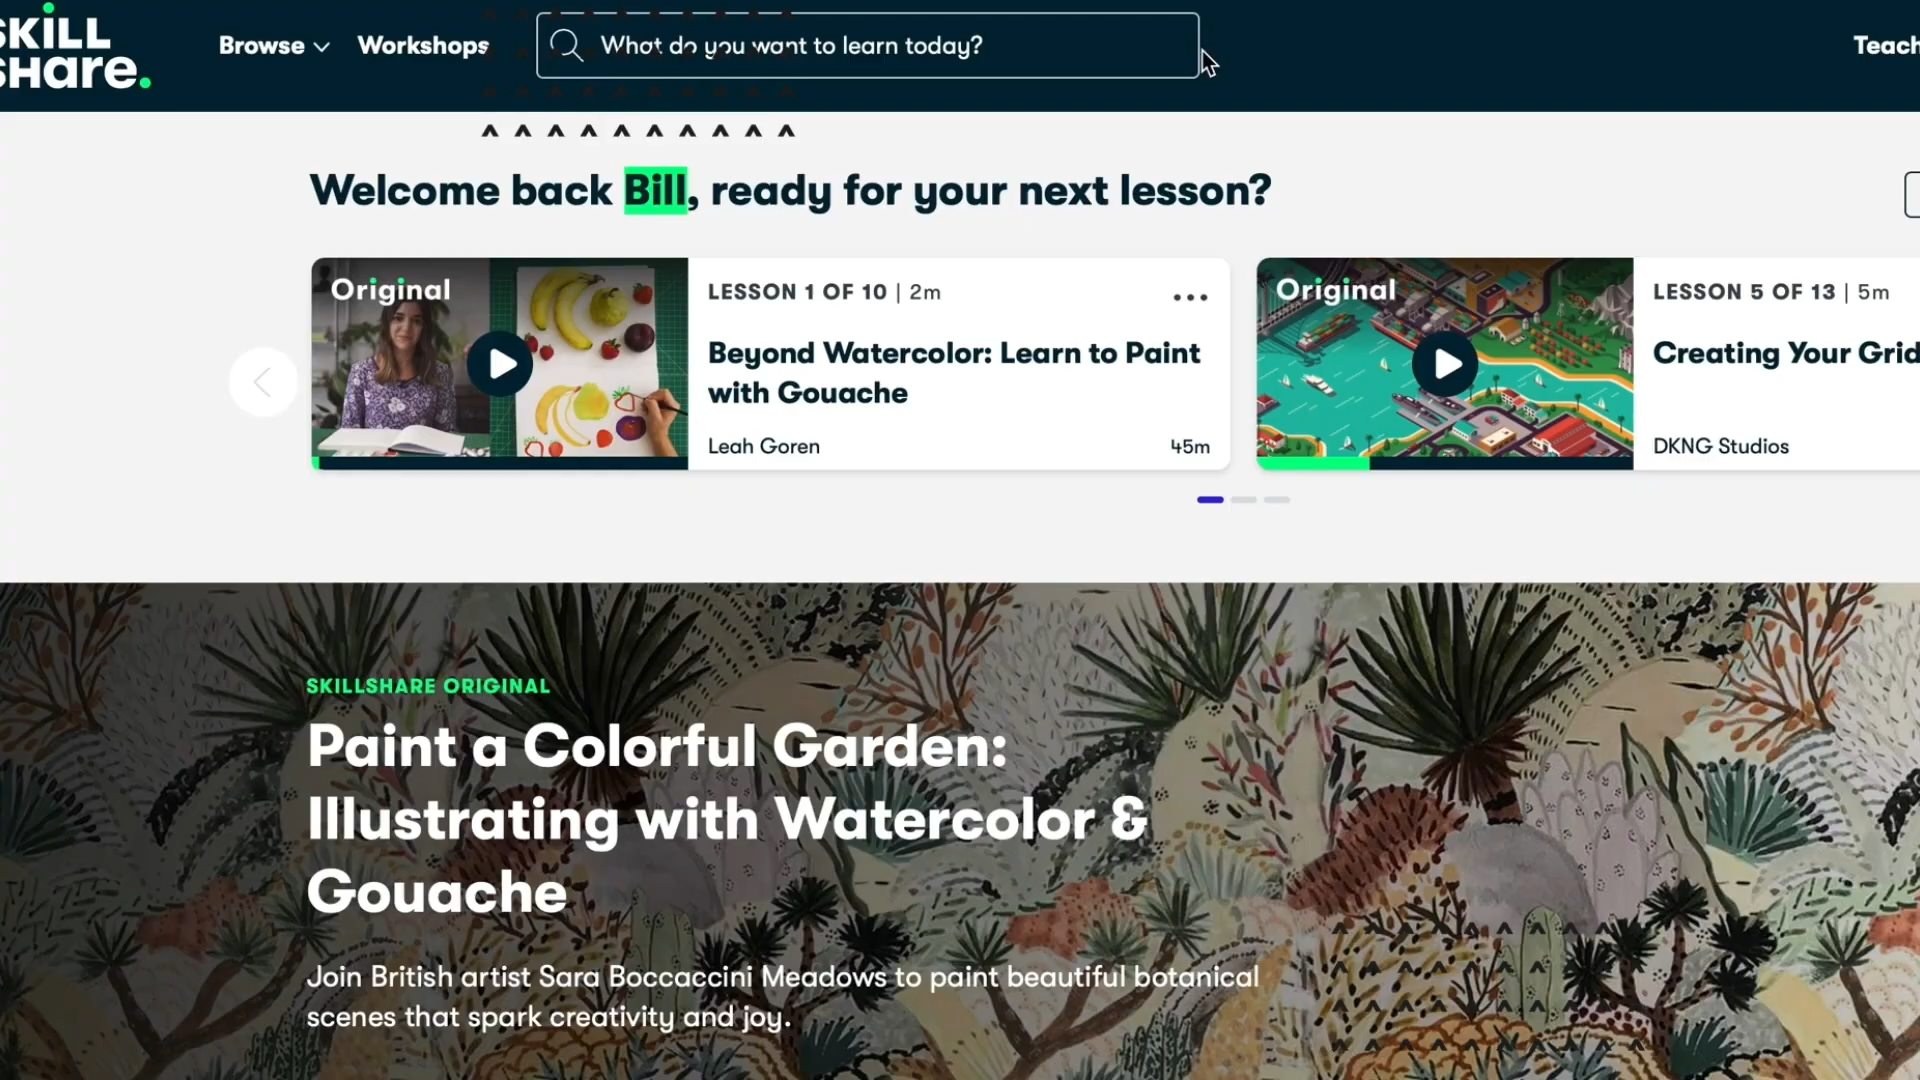 SKILL
SHARE.
Browse
Workshops
What do you want to learn today?
Teach
Welcome back Bill, ready for your next lesson?
Original
LESSON 1 OF 10 | 2m
Beyond Watercolor: Learn to Paint
with Gouache
Leah Goren
45m
Original
LESSON 5 OF 13 | 5m
Creating Your Grid
DKNG Studios
SKILLSHARE ORIGINAL
Paint a Colorful Garden:
Illustrating with Watercolor &
Gouache
Join British artist Sara Boccaccini Meadows to paint beautiful botanical
scenes that spark creativity and joy.